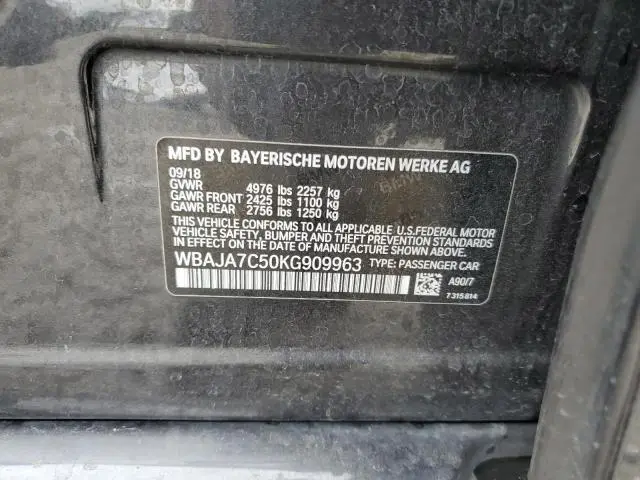 MFD BY BAYERISCHE MOTOREN WERKE AG
09/18
GVWR 4976 lbs 2257 kg
GAWR FRONT 2425 lbs 1100 kg
GAWR REAR 2756 lbs 1250 kg
THIS VEHICLE CONFORMS TO ALL APPLICABLE U.S. FEDERAL MOTOR
VEHICLE SAFETY, BUMPER AND THEFT PREVENTION STANDARDS
IN EFFECT ON THE DATE OF MANUFACTURE SHOWN ABOVE.
WBAJA7C50KG909963 TYPE: PASSENGER CAR
A90/7
7315814